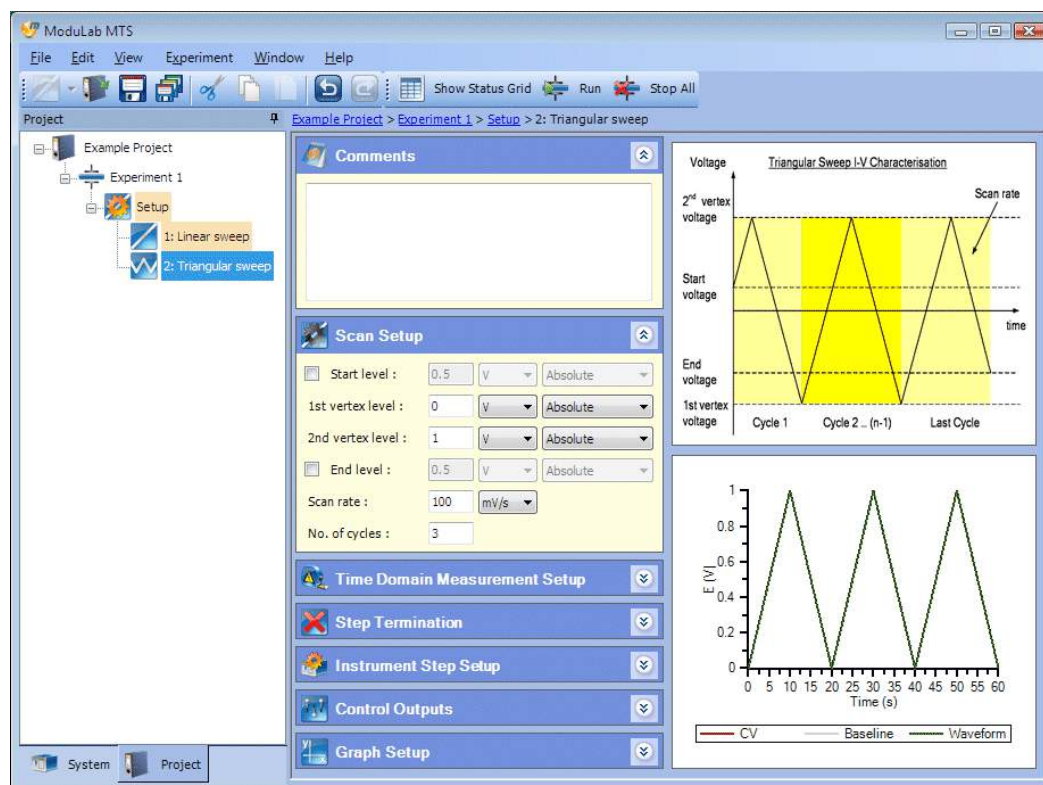 ModuLab MTS
File Edit View Experiment Window Help
Show Status Grid Run Stop All
Project
Example Project > Experiment 1 > Setup > 2: Triangular sweep
Example Project
Experiment 1
Setup
1: Linear sweep
2: Triangular sweep
System Project
Comments
Scan Setup
Start level : 0.5 V Absolute
1st vertex level : 0 V Absolute
2nd vertex level : 1 V Absolute
End level : 0.5 V Absolute
Scan rate : 100 mV/s
No. of cycles : 3
Time Domain Measurement Setup
Step Termination
Instrument Step Setup
Control Outputs
Graph Setup
Voltage Triangular Sweep I-V Characterisation
Scan rate
2nd vertex
voltage
Start
voltage
time
End
voltage
1st vertex
voltage
Cycle 1 Cycle 2 .. (n-1) Last Cycle
1
0.8
0.6
0.4
0.2
0
E (V)
0 5 10 15 20 25 30 35 40 45 50 55 60
Time (s)
CV Baseline Waveform